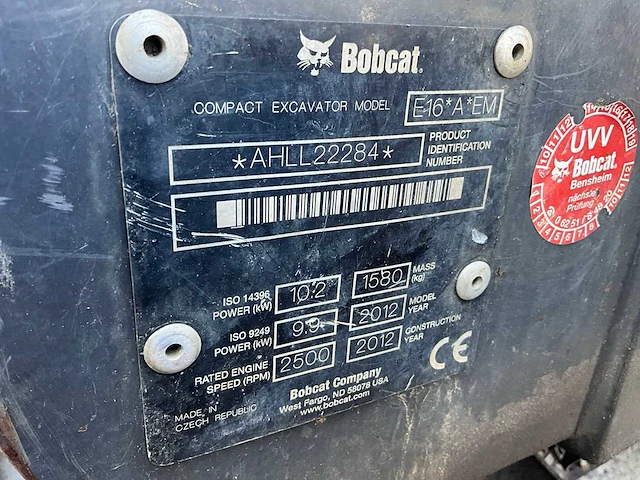 Bobcat.
COMPACT EXCAVATOR MODEL E16*A*EM
*AHLL22284*
PRODUCT
IDENTIFICATION
NUMBER
ISO 14396
POWER (kW) 10.2
1580 MASS
(kg)
ISO 9249
POWER (kW) 9.9
2012 MODEL
YEAR
RATED ENGINE
SPEED (RPM) 2500
2012 CONSTRUCTION
YEAR
CE
MADE IN
CZECH REPUBLIC
Bobcat Company
West Fargo, ND 58078 USA
www.bobcat.com
UVV
Bobcat.
Bensheim
nächste
Prüfung